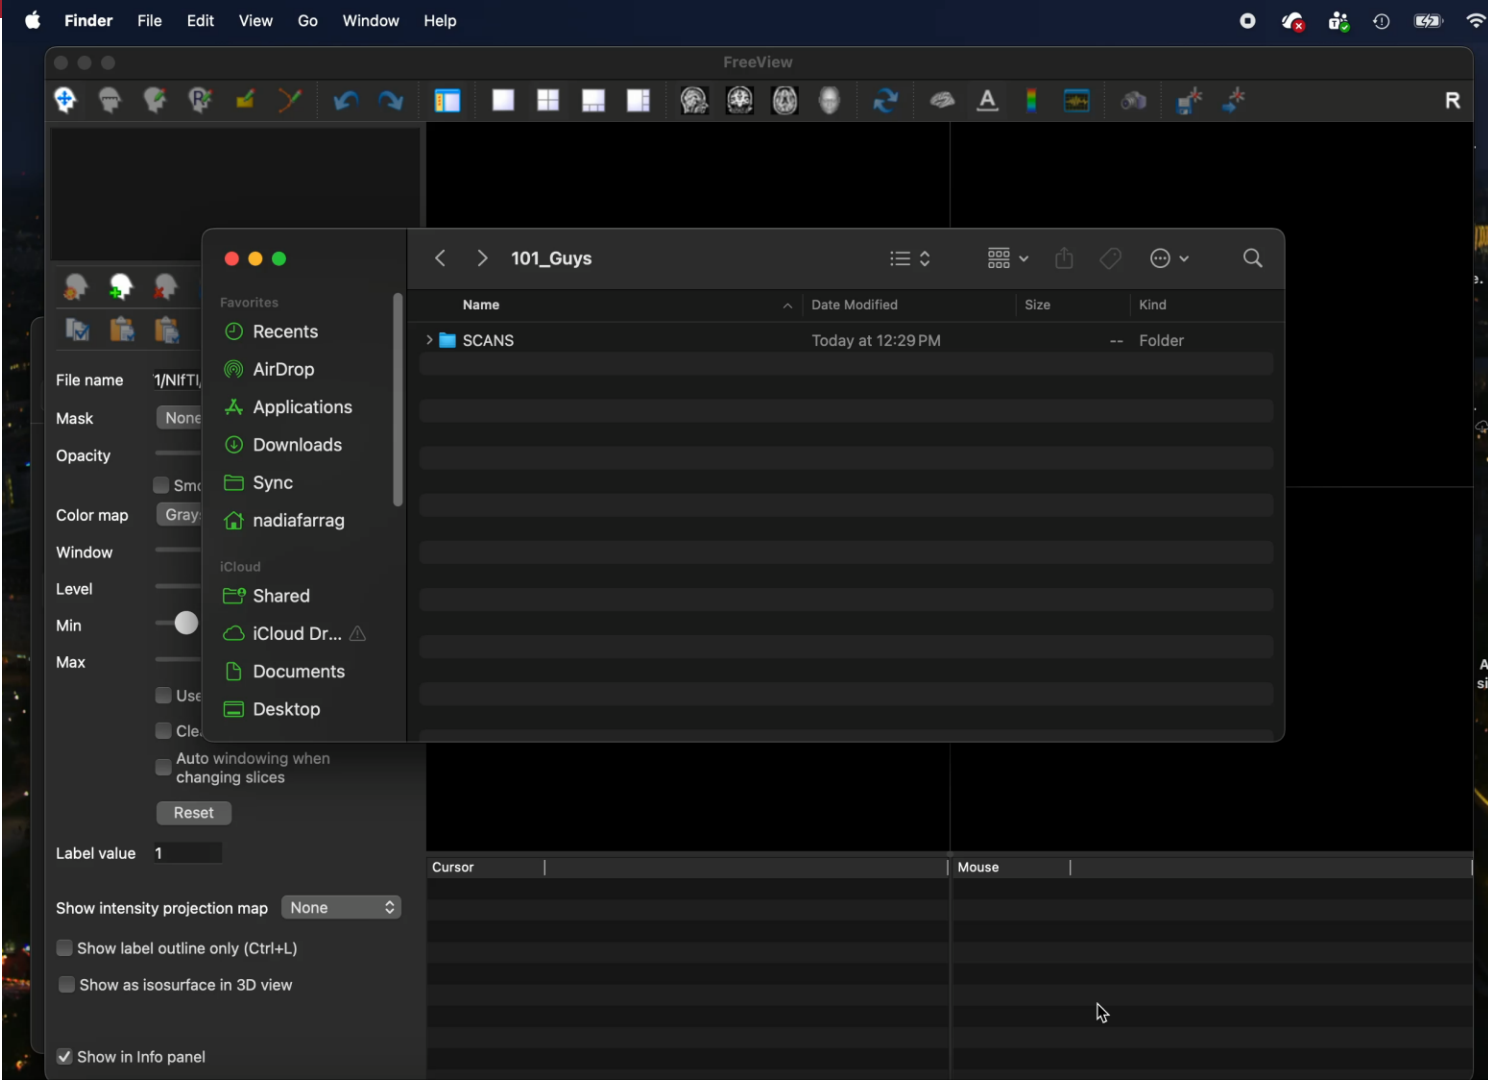 Finder File Edit View Go Window Help
FreeView
A R
101_Guys
Favorites
Recents
AirDrop
Applications
Downloads
Sync
nadiafarrag
iCloud
Shared
iCloud Dr...
Documents
Desktop
Name Date Modified Size Kind
SCANS Today at 12:29 PM -- Folder
File name
Mask None
Opacity
Color map
Window
Level
Min
Max
Auto windowing when
changing slices
Reset
Label value 1
Show intensity projection map None
Show label outline only (Ctrl+L)
Show as isosurface in 3D view
Show in Info panel
Cursor Mouse